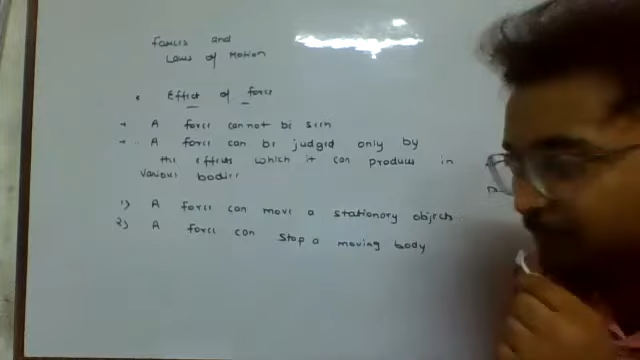 Forces and
Laws of Motion
• Effect of force
→ A force cannot be seen
→ A force can be judged only by
the effects which it can produce in
various bodies
1) A force can move a stationary objects.
2) A force can stop a moving body